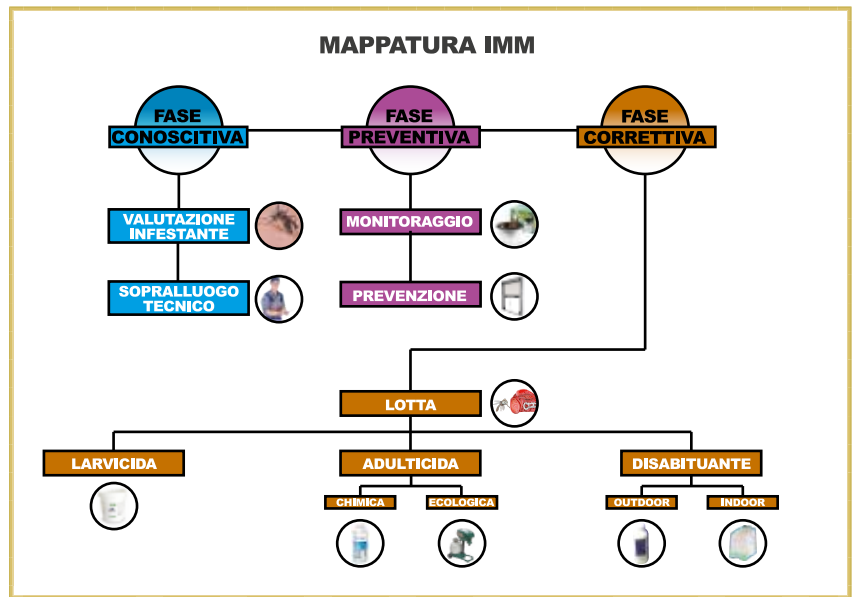 MAPPATURA IMM
FASE
CONOSCITIVA
FASE
PREVENTIVA
FASE
CORRETTIVA
VALUTAZIONE
INFESTANTE
MONITORAGGIO
SOPRALLUOGO
TECNICO
PREVENZIONE
LOTTA
LARVICIDA
ADULTICIDA
DISABITUANTE
CHIMICA
ECOLOGICA
OUTDOOR
INDOOR